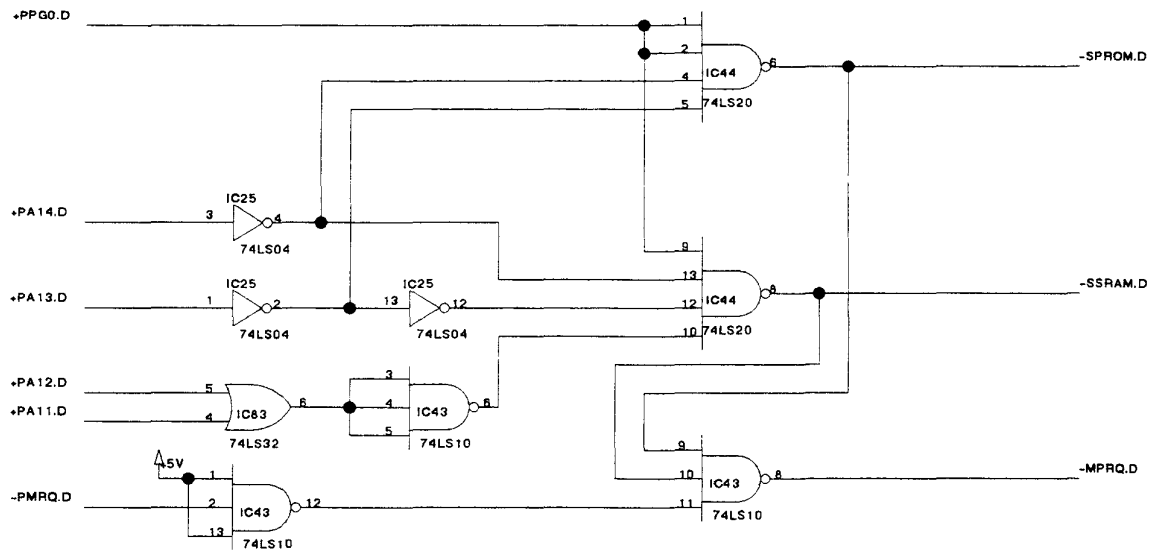 +PPG0.D
1
2
IC44
4
5
74LS20
6
-SPROM.D
+PA14.D
3
IC25
4
74LS04
9
13
IC44
12
10
74LS20
8
-SSRAM.D
+PA13.D
1
IC25
2
74LS04
13
IC25
12
74LS04
+PA12.D
+PA11.D
5
4
IC83
6
74LS32
3
4
IC43
5
6
74LS10
+5V
-PMRQ.D
1
2
IC43
13
12
74LS10
9
10
IC43
11
8
74LS10
-MPRQ.D